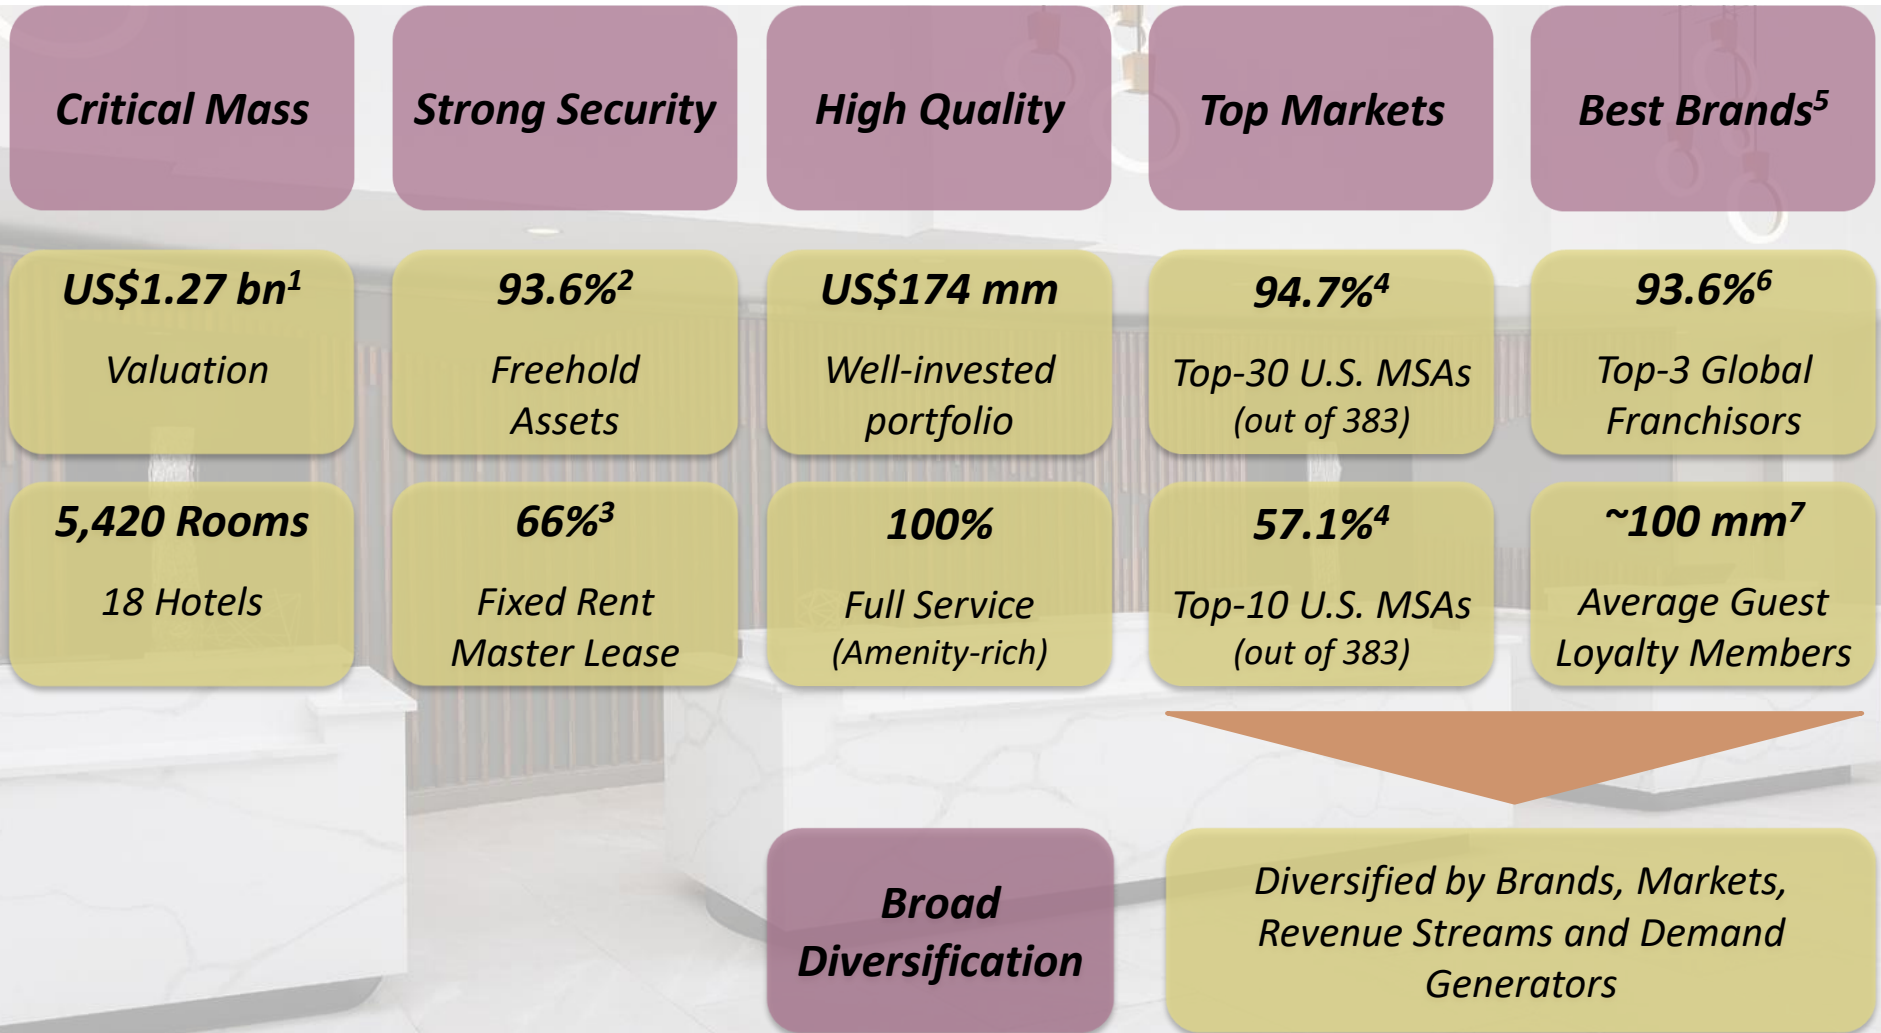 Critical Mass
Strong Security
High Quality
Top Markets
Best Brands⁵
US$1.27 bn¹
Valuation
93.6%²
Freehold
Assets
US$174 mm
Well-invested
portfolio
94.7%⁴
Top-30 U.S. MSAs
(out of 383)
93.6%⁶
Top-3 Global
Franchisors
5,420 Rooms
18 Hotels
66%³
Fixed Rent
Master Lease
100%
Full Service
(Amenity-rich)
57.1%⁴
Top-10 U.S. MSAs
(out of 383)
~100 mm⁷
Average Guest
Loyalty Members
Broad
Diversification
Diversified by Brands, Markets,
Revenue Streams and Demand
Generators